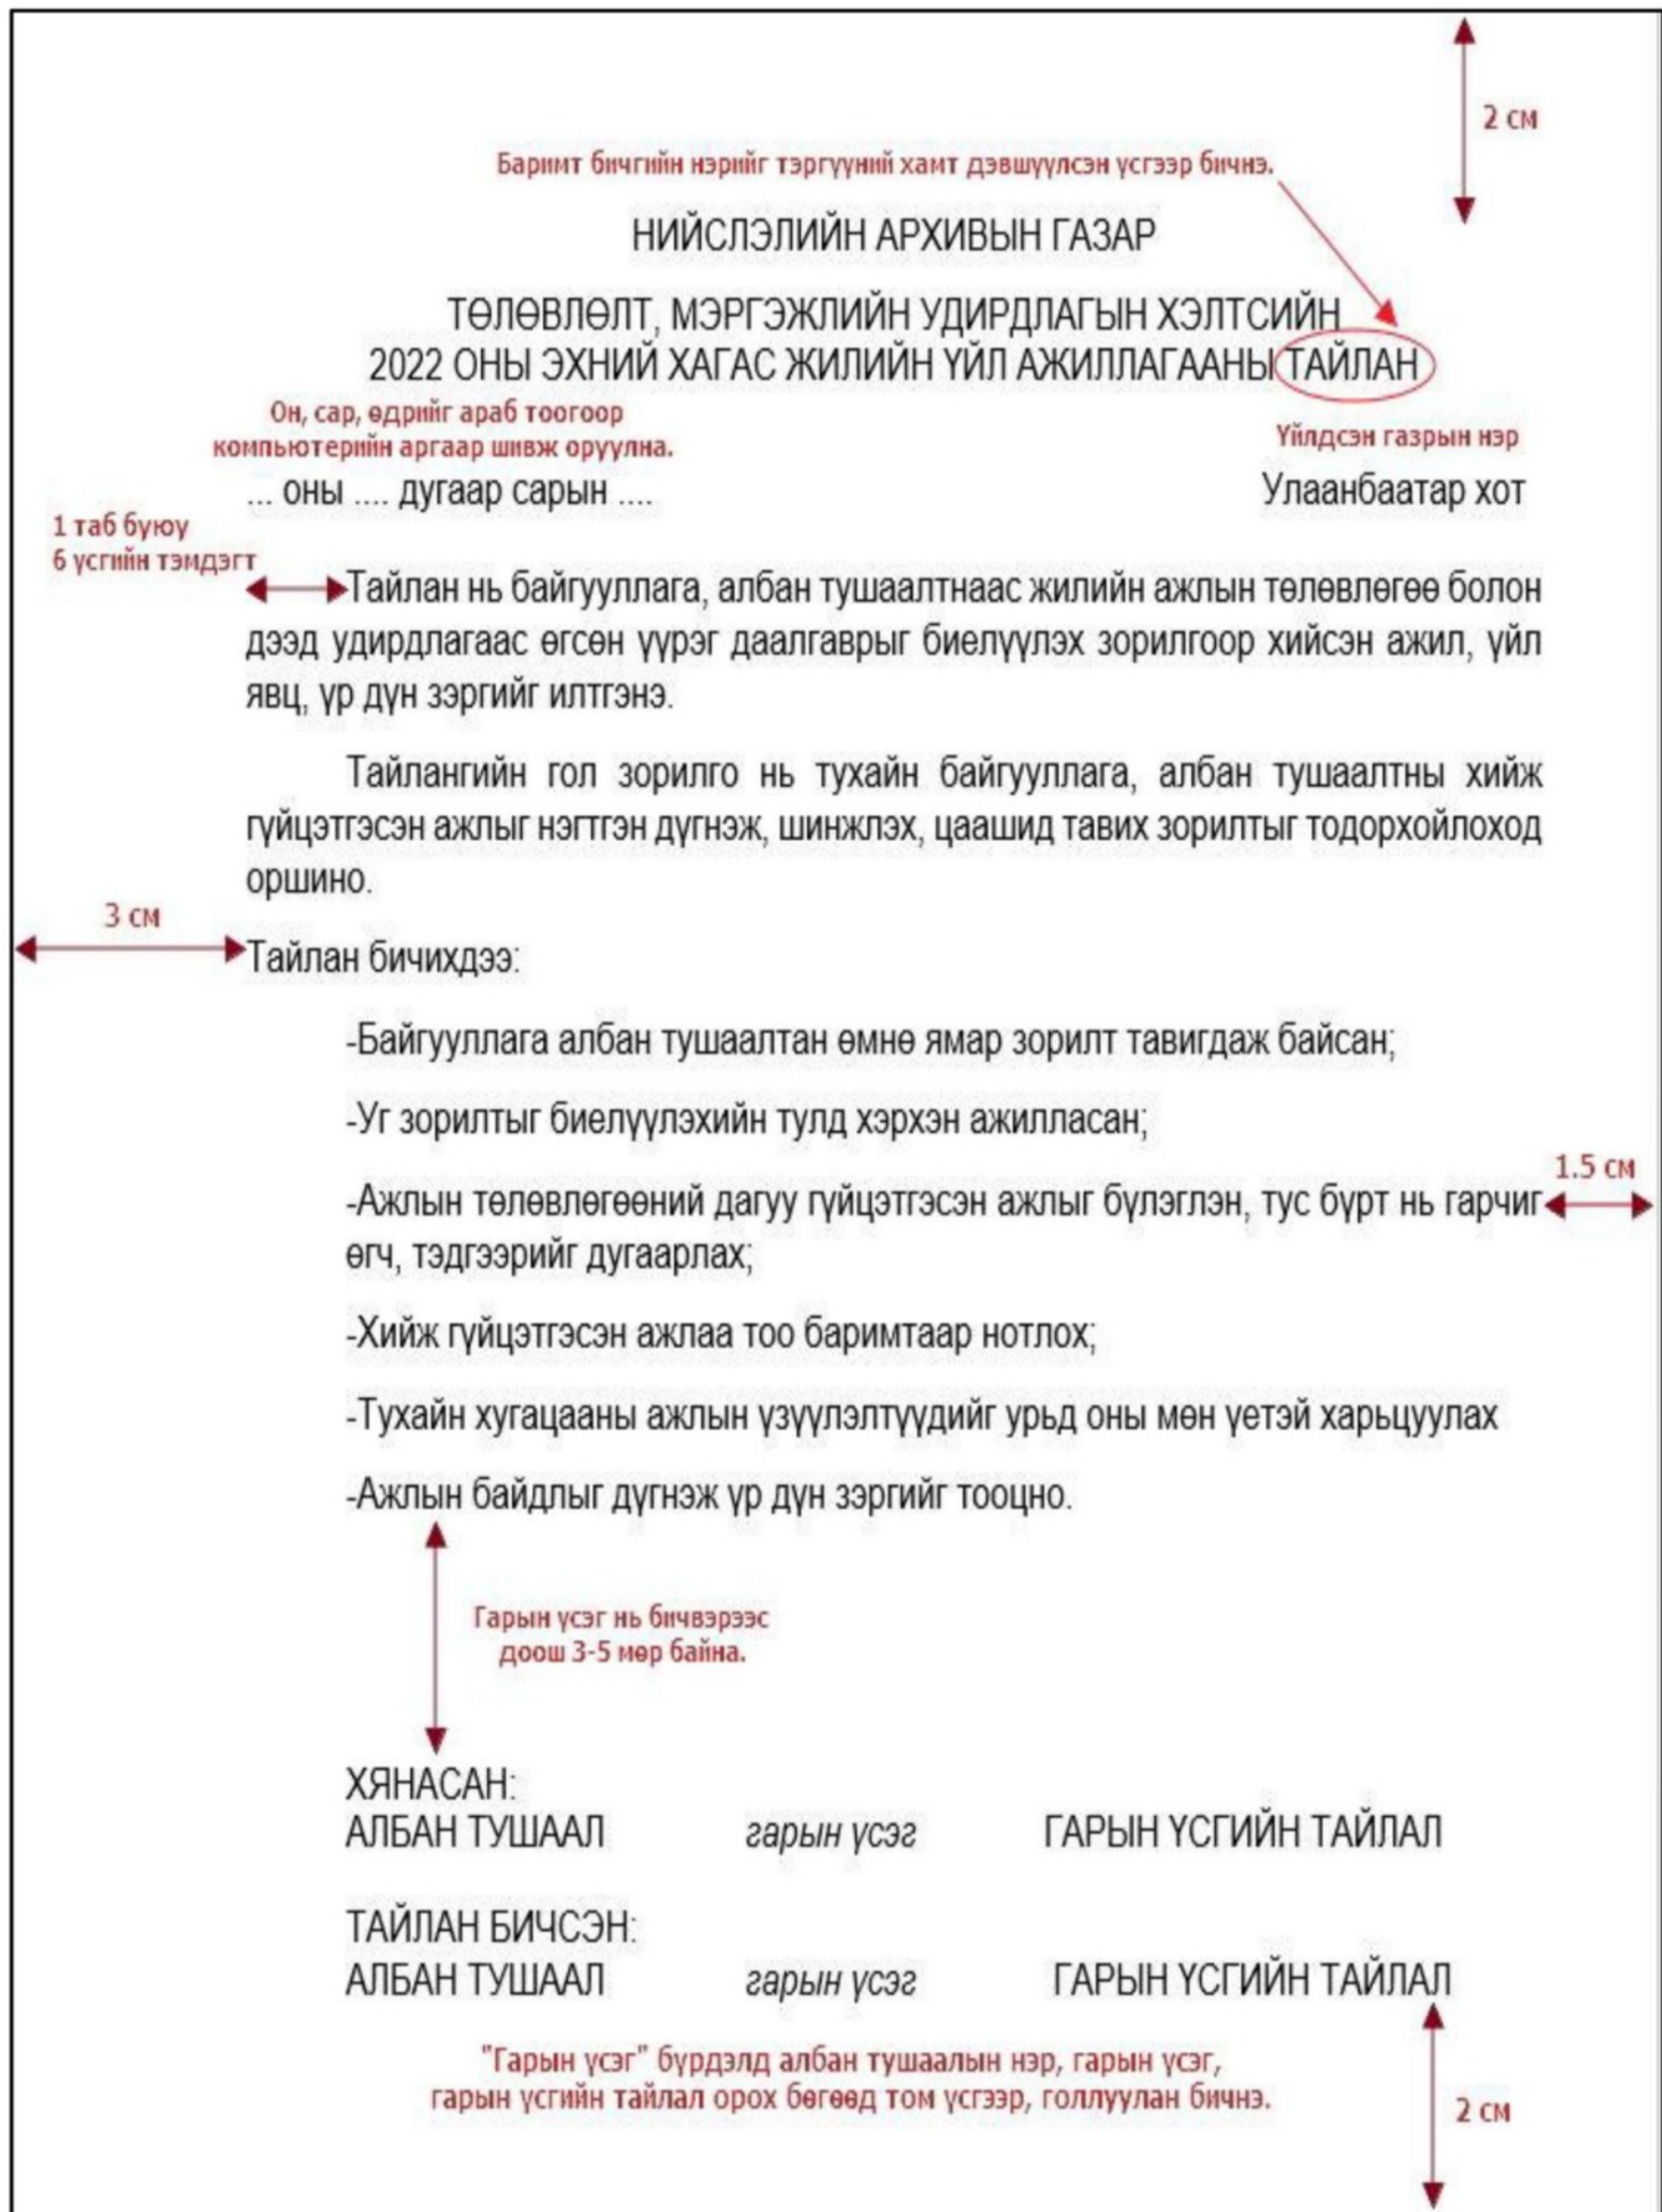 2 см
Баримт бичгийн нэрийг тэргүүний хамт дэвшүүлсэн үсгээр бичнэ.
НИЙСЛЭЛИЙН АРХИВЫН ГАЗАР
ТӨЛӨВЛӨЛТ, МЭРГЭЖЛИЙН УДИРДЛАГЫН ХЭЛТСИЙН
2022 ОНЫ ЭХНИЙ ХАГАС ЖИЛИЙН ҮЙЛ АЖИЛЛАГААНЫ ТАЙЛАН
Он, сар, өдрийг араб тоогоор
компьютерийн аргаар шивж оруулна.
Үйлдсэн газрын нэр
... оны .... дугаар сарын ....
Улаанбаатар хот
1 таб буюу
6 үсгийн тэмдэгт
Тайлан нь байгууллага, албан тушаалтнаас жилийн ажлын төлөвлөгөө болон
дээд удирдлагаас өгсөн үүрэг даалгаврыг биелүүлэх зорилгоор хийсэн ажил, үйл
явц, үр дүн зэргийг илтгэнэ.
Тайлангийн гол зорилго нь тухайн байгууллага, албан тушаалтны хийж
гүйцэтгэсэн ажлыг нэгтгэн дүгнэж, шинжлэх, цаашид тавих зорилтыг тодорхойлоход
оршино.
3 см
Тайлан бичихдээ:
-Байгууллага албан тушаалтан өмнө ямар зорилт тавигдаж байсан;
-Уг зорилтыг биелүүлэхийн тулд хэрхэн ажилласан;
1.5 см
-Ажлын төлөвлөгөөний дагуу гүйцэтгэсэн ажлыг бүлэглэн, тус бүрт нь гарчиг
өгч, тэдгээрийг дугаарлах;
-Хийж гүйцэтгэсэн ажлаа тоо баримтаар нотлох;
-Тухайн хугацааны ажлын үзүүлэлтүүдийг урьд оны мөн үетэй харьцуулах
-Ажлын байдлыг дүгнэж үр дүн зэргийг тооцно.
Гарын үсэг нь бичвэрээс
доош 3-5 мөр байна.
ХЯНАСАН:
АЛБАН ТУШААЛ гарын үсэг ГАРЫН ҮСГИЙН ТАЙЛАЛ
ТАЙЛАН БИЧСЭН:
АЛБАН ТУШААЛ гарын үсэг ГАРЫН ҮСГИЙН ТАЙЛАЛ
"Гарын үсэг" бүрдэлд албан тушаалын нэр, гарын үсэг,
гарын үсгийн тайлал орох бөгөөд том үсгээр, голлуулан бичнэ.
2 см